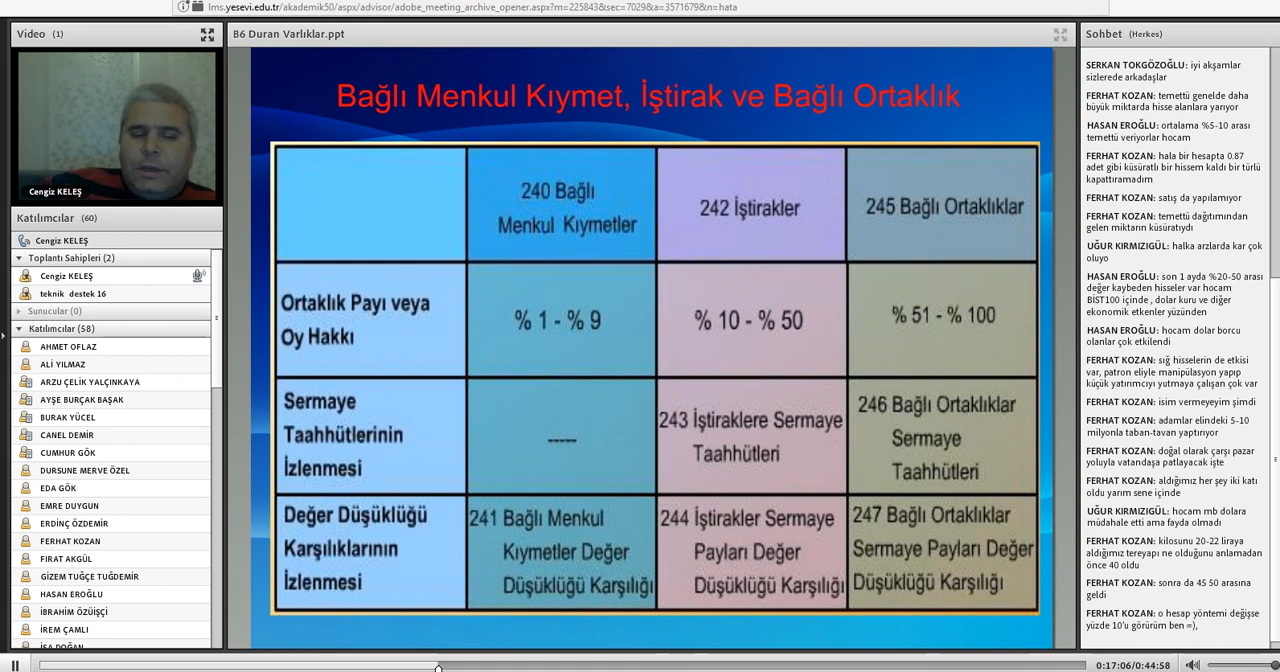 lms.yesevi.edu.tr/akademik50/aspx/advisor/adobe_meeting_archive_opener.aspx?m=225843&sec=7029&a=3571679&n=hata
Video (1)
Cengiz KELEŞ
Katılımcılar (60)
Cengiz KELEŞ
Toplantı Sahipleri (2)
Cengiz KELEŞ
teknik destek 16
Sunucular (0)
Katılımcılar (58)
AHMET OFLAZ
ALİ YILMAZ
ARZU ÇELİK YALÇINKAYA
AYŞE BURÇAK BAŞAK
BURAK YÜCEL
CANEL DEMİR
CUMHUR GÖK
DURSUNE MERVE ÖZEL
EDA GÖK
EMRE DUYGUN
ERDİNÇ ÖZDEMİR
FERHAT KOZAN
FIRAT AKGÜL
GİZEM TUĞÇE TUĞDEMİR
HASAN EROĞLU
İBRAHİM ÖZÜİŞÇİ
İREM ÇAMLI
İSA DOĞAN
B6 Duran Varlıklar.ppt
Bağlı Menkul Kıymet, İştirak ve Bağlı Ortaklık
240 Bağlı
Menkul Kıymetler
242 İştirakler
245 Bağlı Ortaklıklar
Ortaklık Payı veya
Oy Hakkı
% 1 - % 9
% 10 - % 50
% 51 - % 100
Sermaye
Taahhütlerinin
İzlenmesi
-----
243 İştiraklere Sermaye
Taahhütleri
246 Bağlı Ortaklıklar
Sermaye
Taahhütleri
Değer Düşüklüğü
Karşılıklarının
İzlenmesi
241 Bağlı Menkul
Kıymetler Değer
Düşüklüğü Karşılığı
244 İştirakler Sermaye
Payları Değer
Düşüklüğü Karşılığı
247 Bağlı Ortaklıklar
Sermaye Payları Değer
Düşüklüğü Karşılığı
Sohbet (Herkes)
SERKAN TOKGÖZOĞLU: iyi akşamlar
sizlerede arkadaşlar
FERHAT KOZAN: temettü genelde daha
büyük miktarda hisse alanlara yarıyor
HASAN EROĞLU: ortalama %5-10 arası
temettü veriyorlar hocam
FERHAT KOZAN: hala bir hesapta 0.87
adet gibi küsüratlı bir hissem kaldı bir türlü
kapattıramadım
FERHAT KOZAN: satış da yapılamıyor
FERHAT KOZAN: temettü dağıtımından
gelen miktarın küsüratıydı
UĞUR KIRMIZIGÜL: halka arzlarda kar çok
oluyo
HASAN EROĞLU: son 1 ayda %20-50 arası
değer kaybeden hisseler var hocam
BIST100 içinde , dolar kuru ve diğer
ekonomik etkenler yüzünden
HASAN EROĞLU: hocam dolar borcu
olanlar çok etkilendi
FERHAT KOZAN: sığ hisselerin de etkisi
var, patron eliyle manipülasyon yapıp
küçük yatırımcıyı yutmaya çalışan çok var
FERHAT KOZAN: isim vermeyeyim şimdi
FERHAT KOZAN: adamlar elindeki 5-10
milyonla taban-tavan yaptırıyor
FERHAT KOZAN: doğal olarak çarşı pazar
yoluyla vatandaşa patlayacak işte
FERHAT KOZAN: aldığımız her şey iki katı
oldu yarım sene içinde
UĞUR KIRMIZIGÜL: hocam mb dolara
müdahale etti ama fayda olmadı
FERHAT KOZAN: kilosunu 20-22 liraya
aldığımız tereyapı ne olduğunu anlamadan
önce 40 oldu
FERHAT KOZAN: sonra da 45 50 arasına
geldi
FERHAT KOZAN: o hesap yöntemi değişse
yüzde 10'u görürüm ben =),
0:17:06/0:44:58